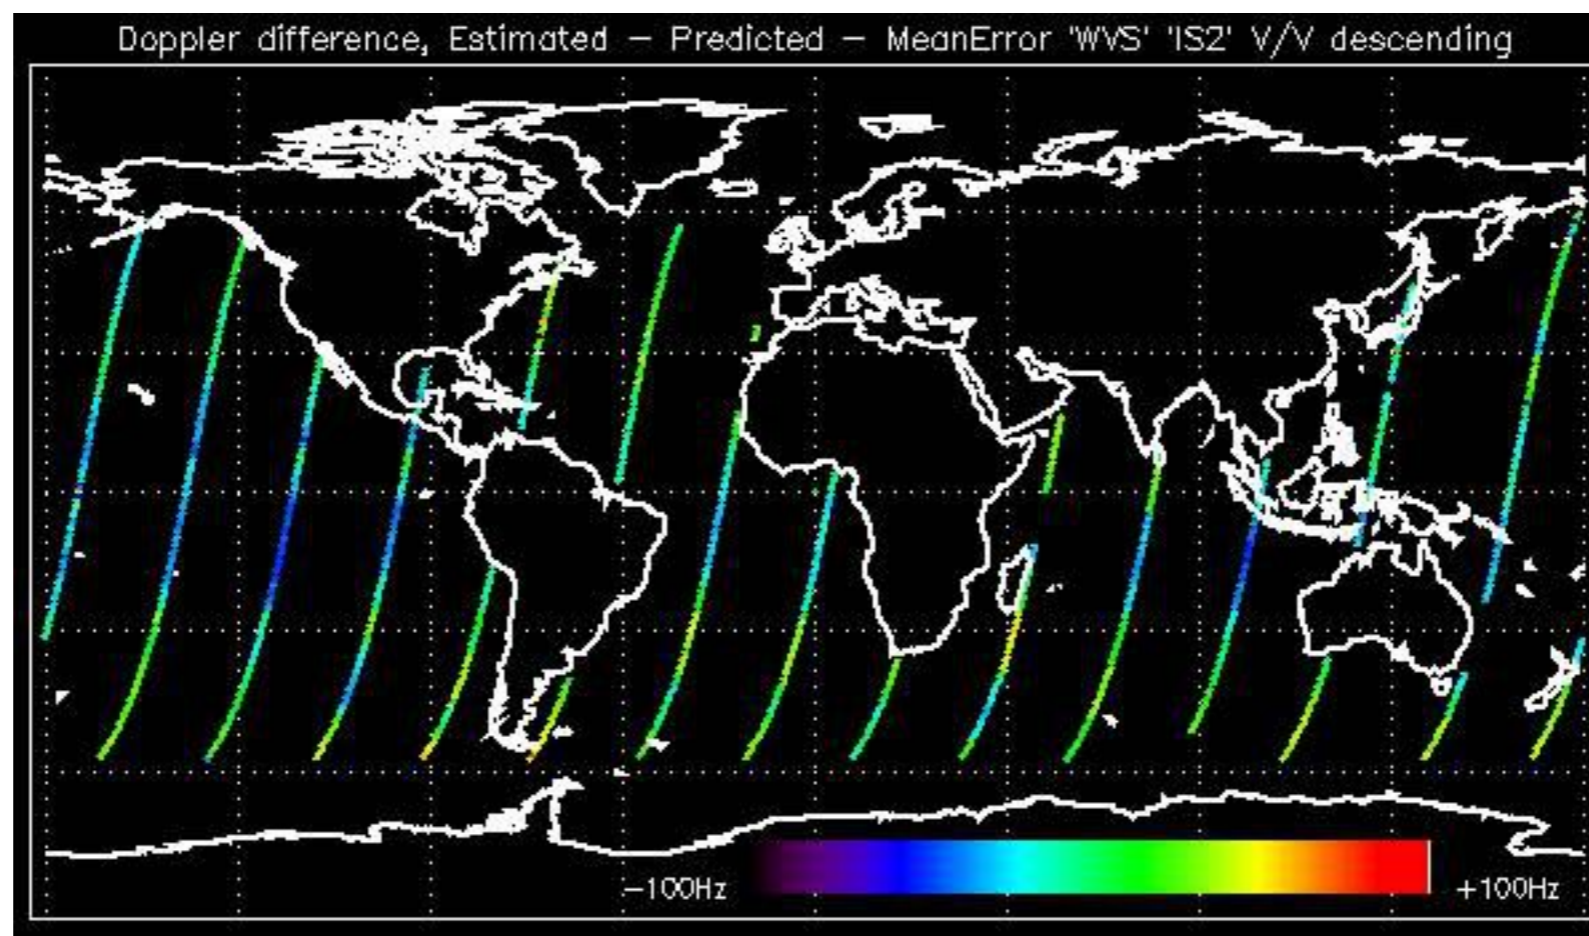 Doppler difference, Estimated – Predicted – MeanError 'WVS' 'IS2' V/V descending
–100Hz
+100Hz